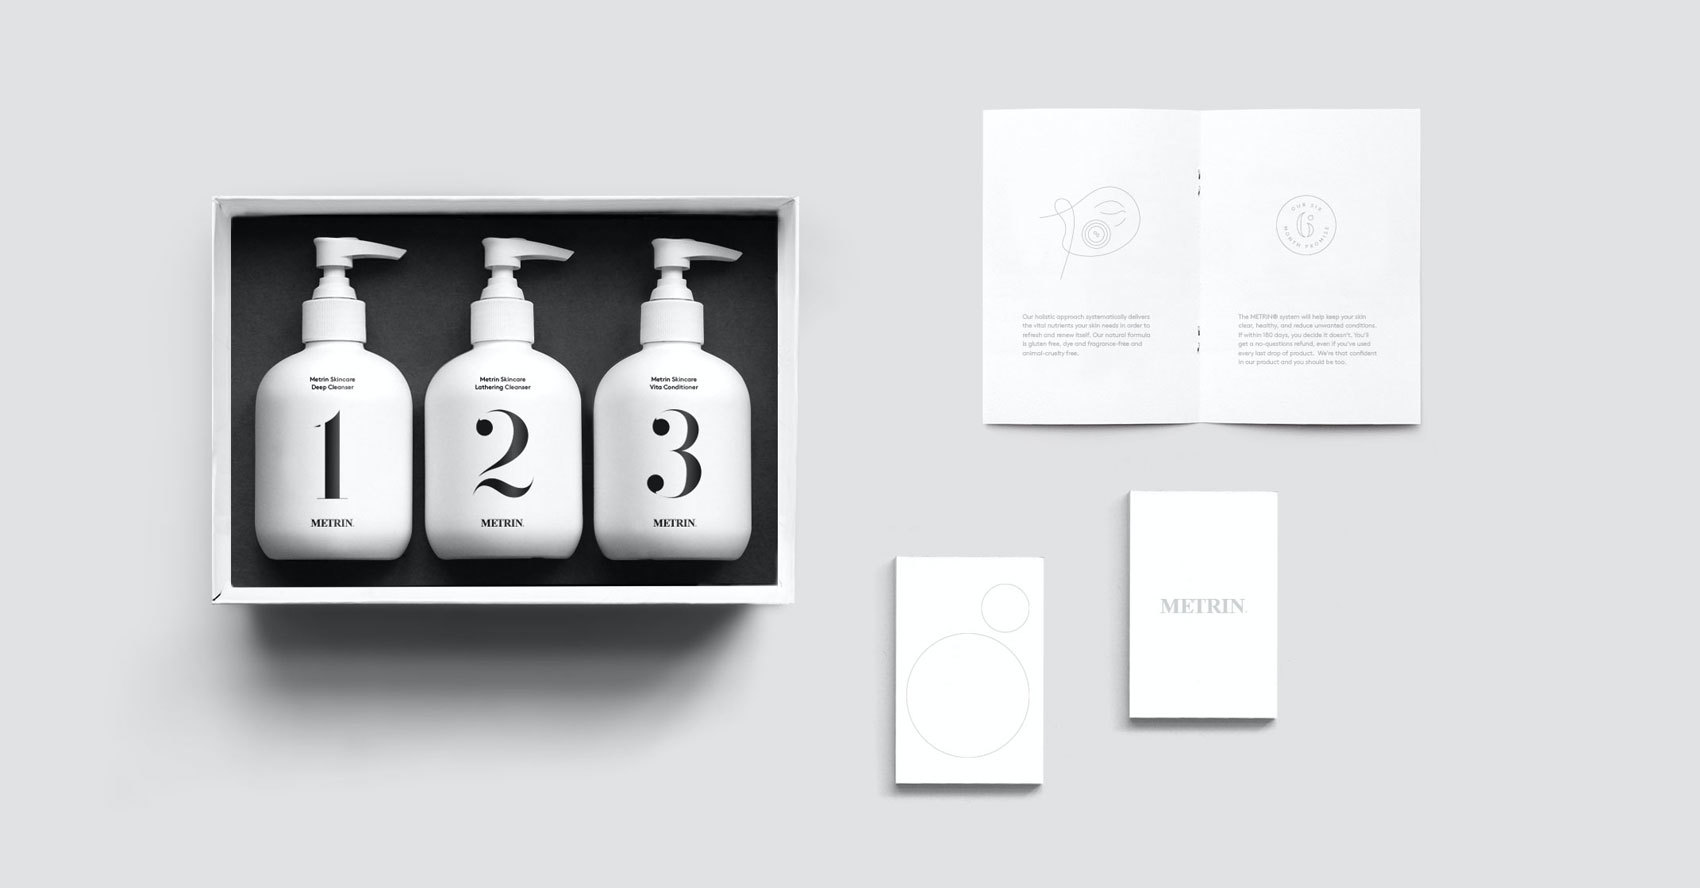 Metrin Skincare
Deep Cleanser
1
METRIN.
Metrin Skincare
Lathering Cleanser
2
METRIN.
Metrin Skincare
Vita Conditioner
3
METRIN.
Our holistic approach systematically delivers
the vital nutrients your skin needs in order to
refresh and renew itself. Our natural formula
is gluten free, dye and fragrance-free and
animal-cruelty free.
OUR SIX
6
MONTH PROMISE
The METRIN® system will help keep your skin
clear, healthy, and reduce unwanted conditions.
If within 180 days, you decide it doesn't. You'll
get a no-questions refund, even if you've used
every last drop of product. We're that confident
in our product and you should be too.
METRIN.